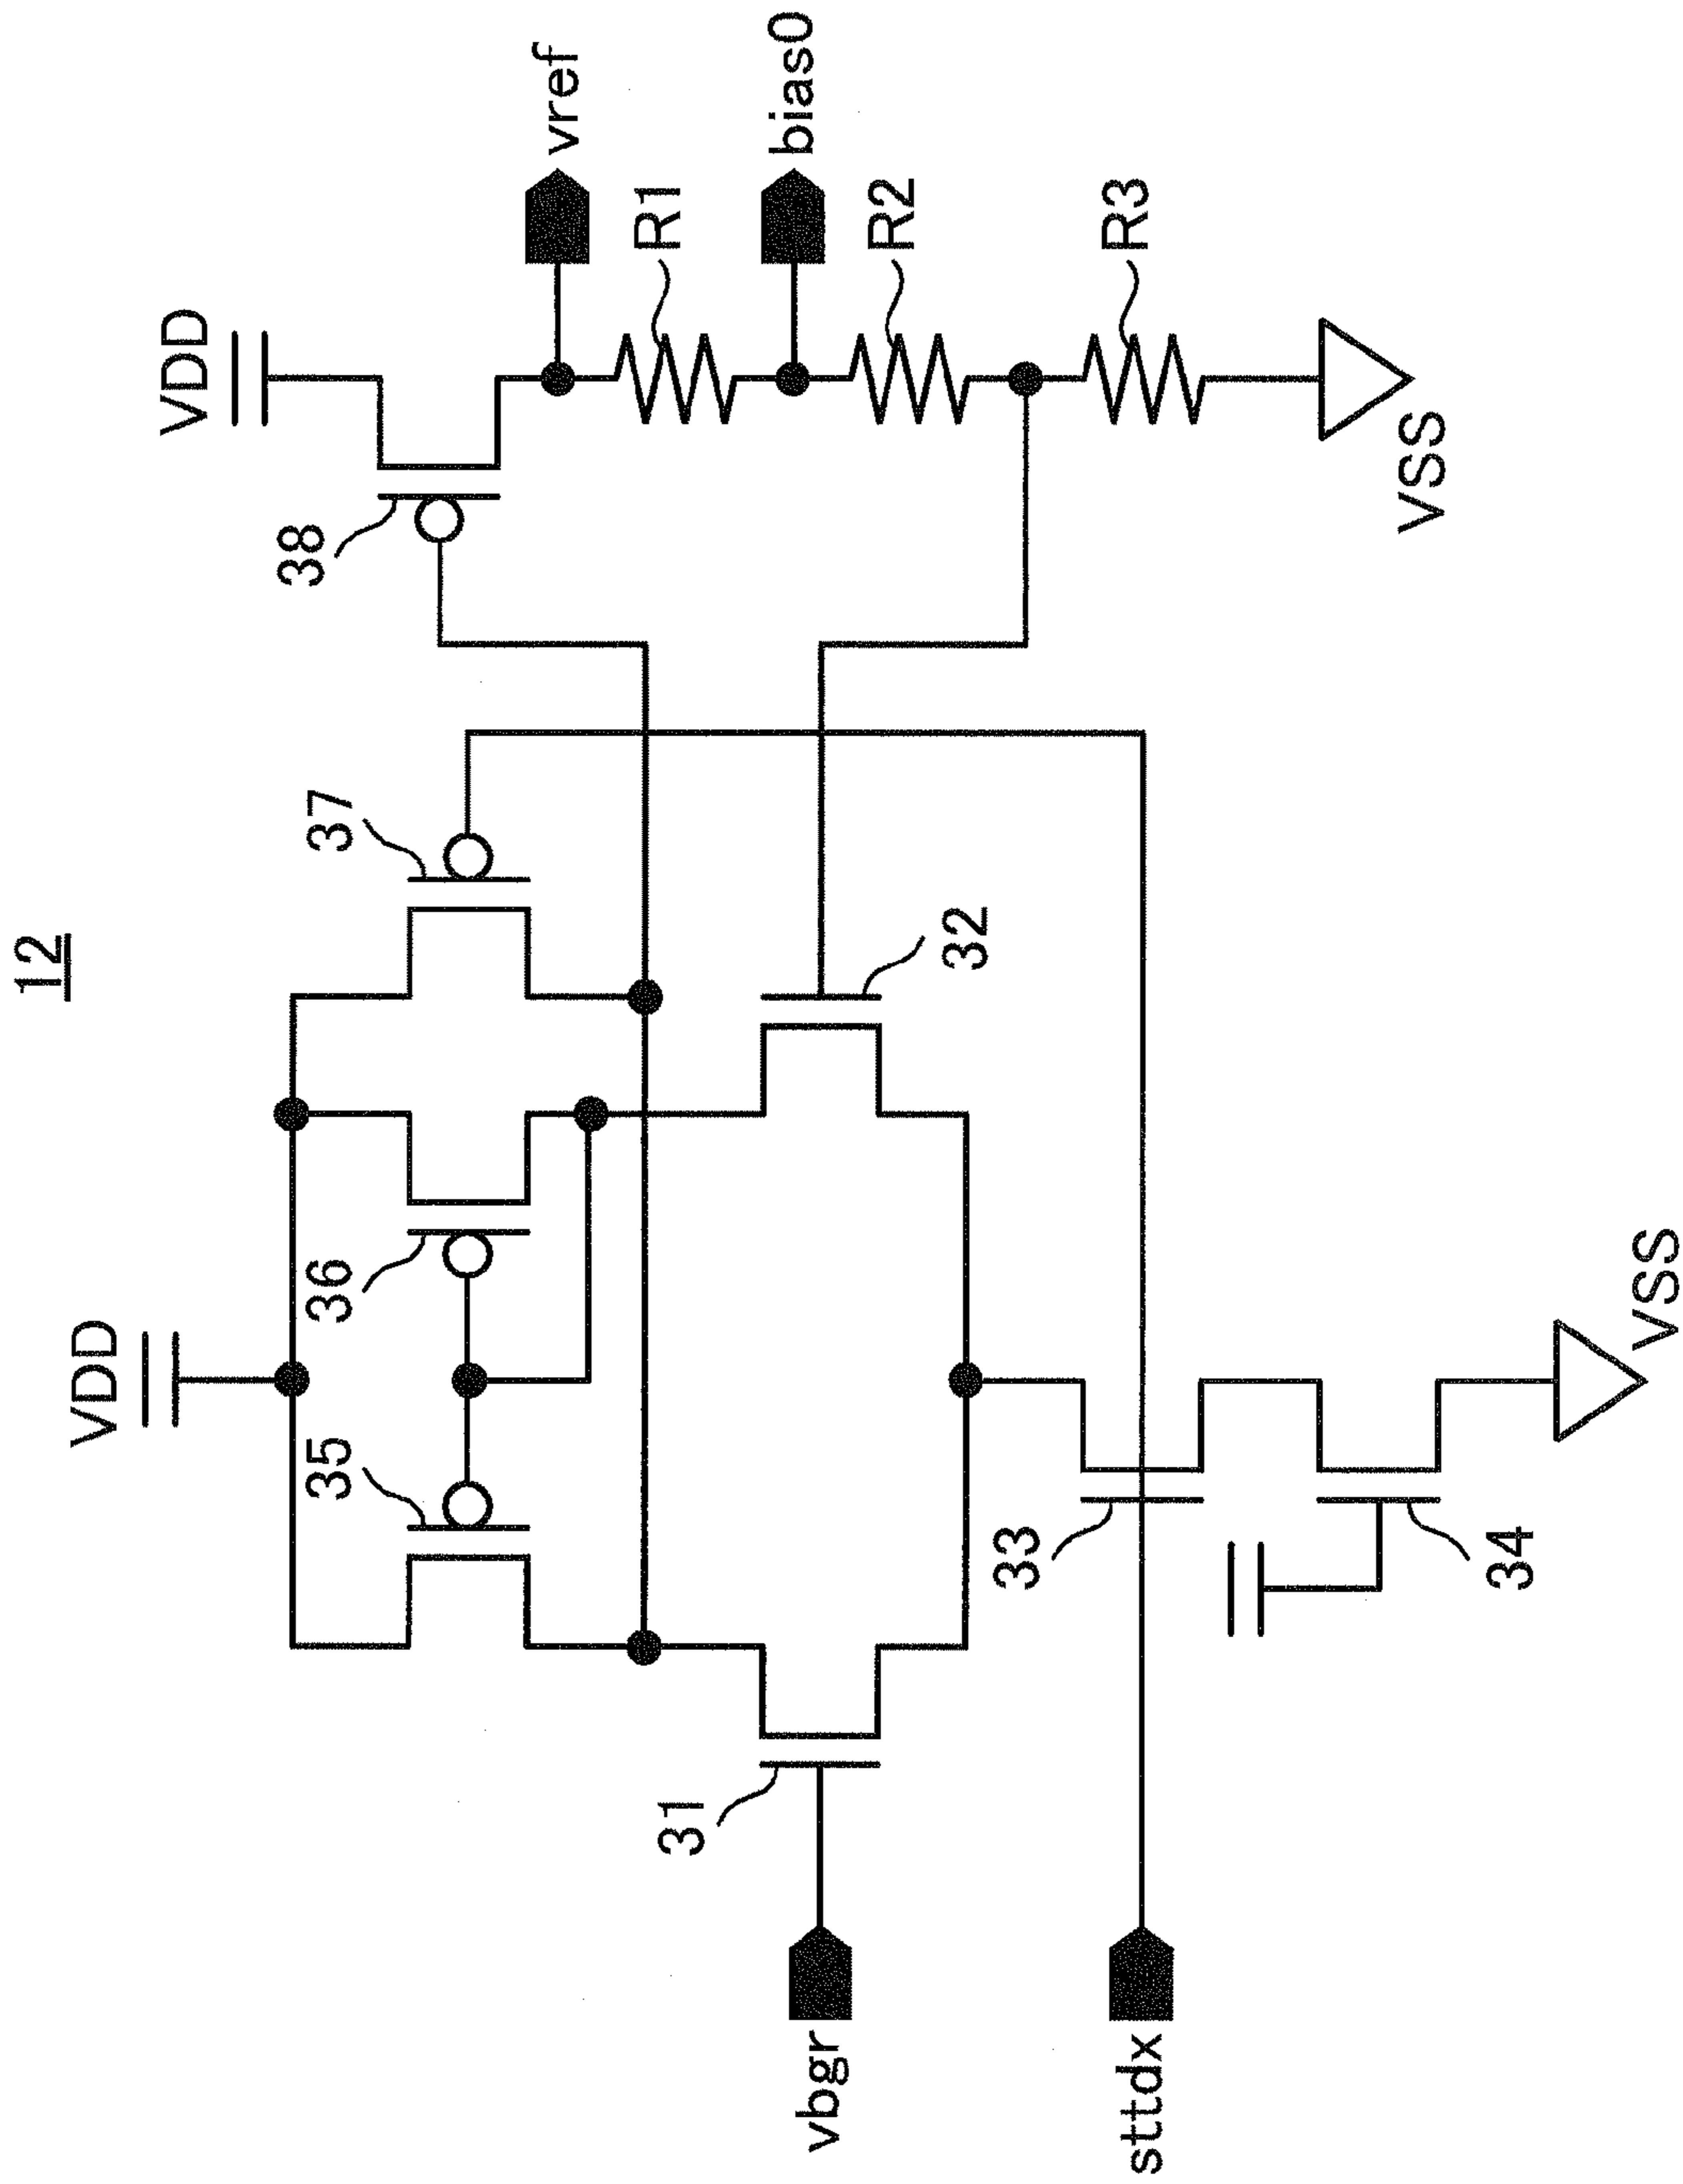 12
VDD
VDD
35
36
37
38
vref
R1
bias0
R2
R3
31
32
vbgr
33
sttdx
34
VSS
VSS